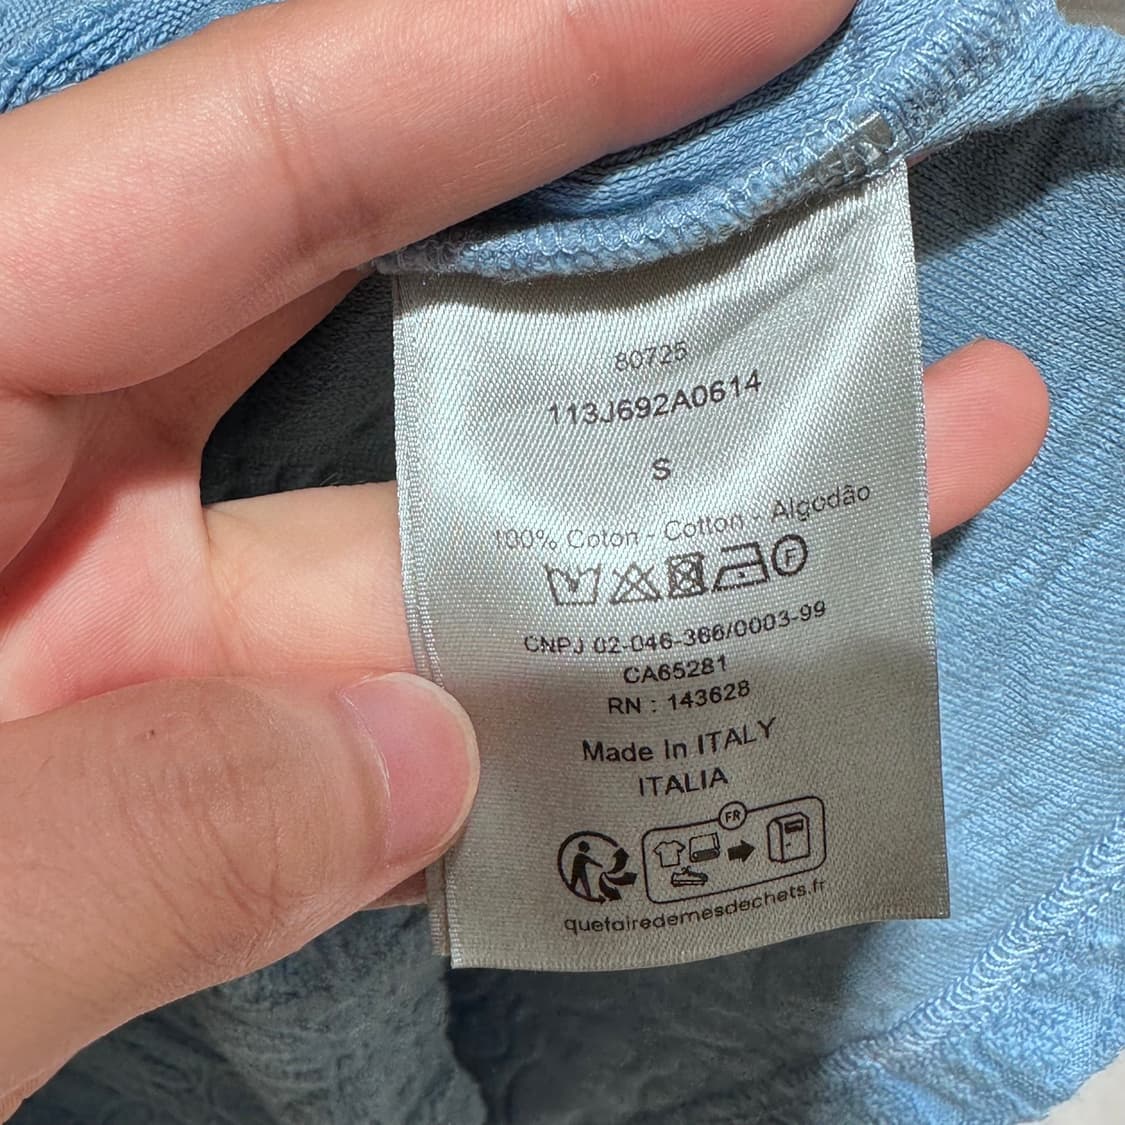 80725
113J692A0614
S
100% Coton - Cotton - Algodão
F
CNPJ 02-046-366/0003-99
CA65281
RN : 143628
Made In ITALY
ITALIA
FR
quefairedemesdechets.fr